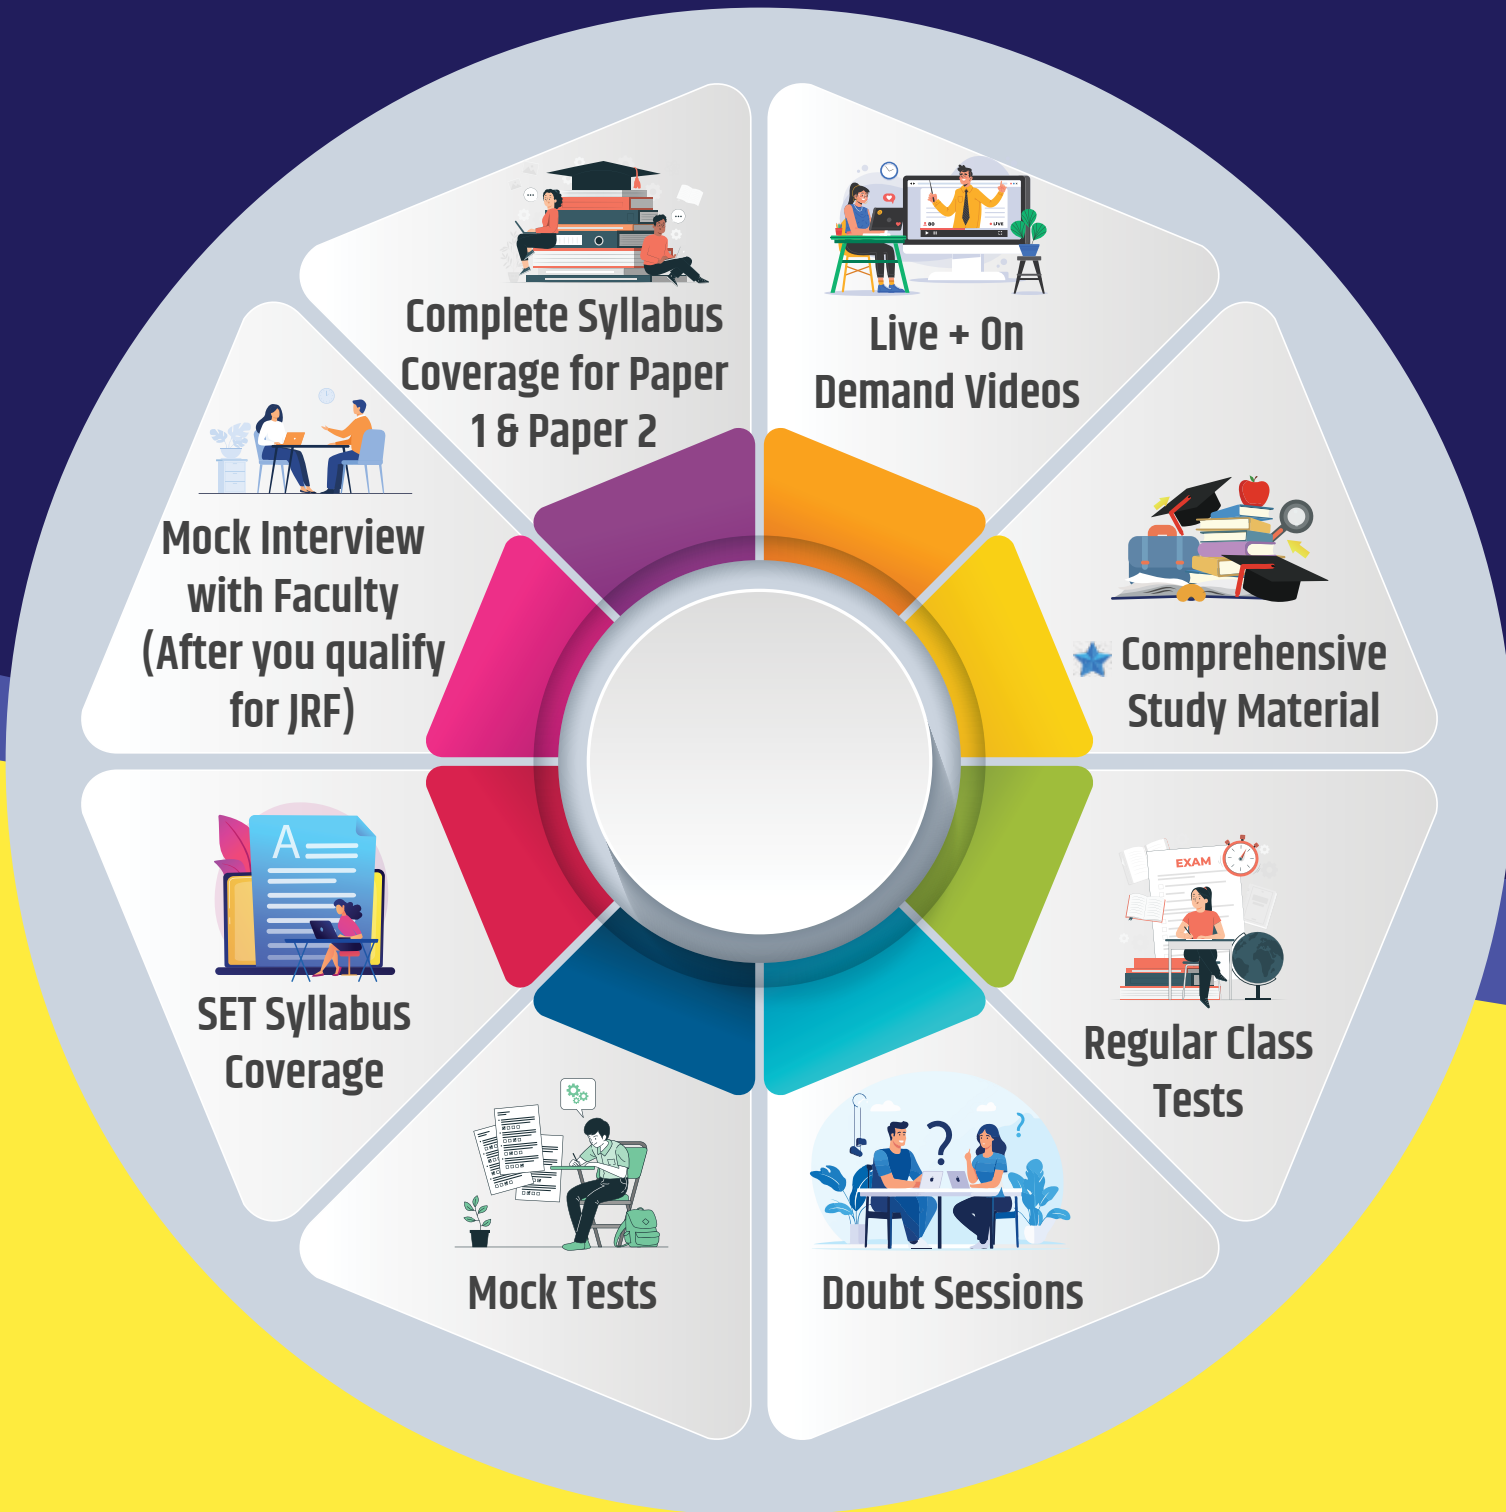 Complete Syllabus
Coverage for Paper
1 & Paper 2
Live + On
Demand Videos
Comprehensive
Study Material
EXAM
Regular Class
Tests
Doubt Sessions
Mock Tests
A
SET Syllabus
Coverage
Mock Interview
with Faculty
(After you qualify
for JRF)
LIVE